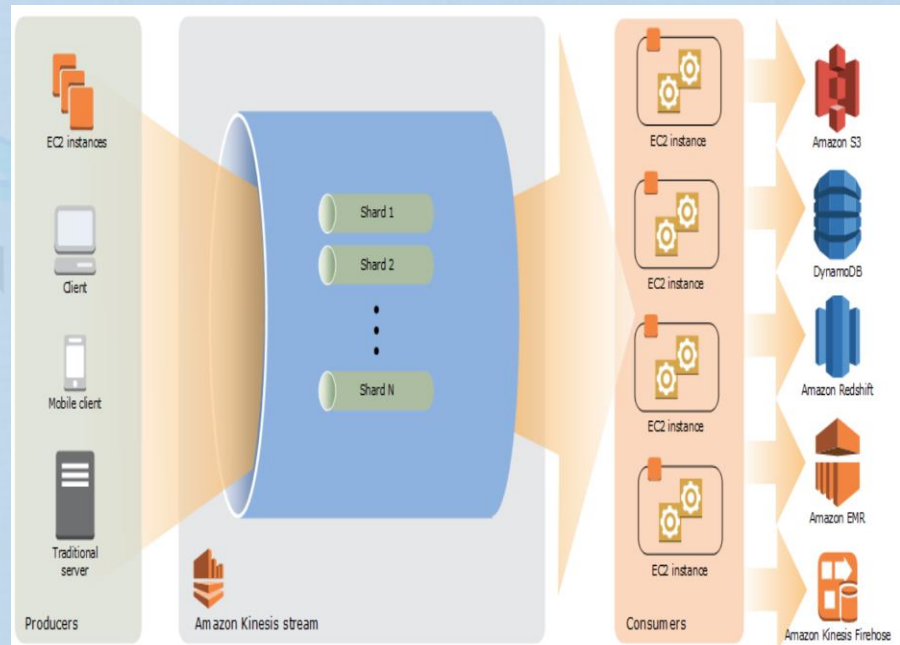 EC2 instances
Client
Mobile client
Traditional
server
Producers
Shard 1
Shard 2
Shard N
Amazon Kinesis stream
EC2 instance
EC2 instance
EC2 instance
EC2 instance
Consumers
Amazon S3
DynamoDB
Amazon Redshift
Amazon EMR
Amazon Kinesis Firehose